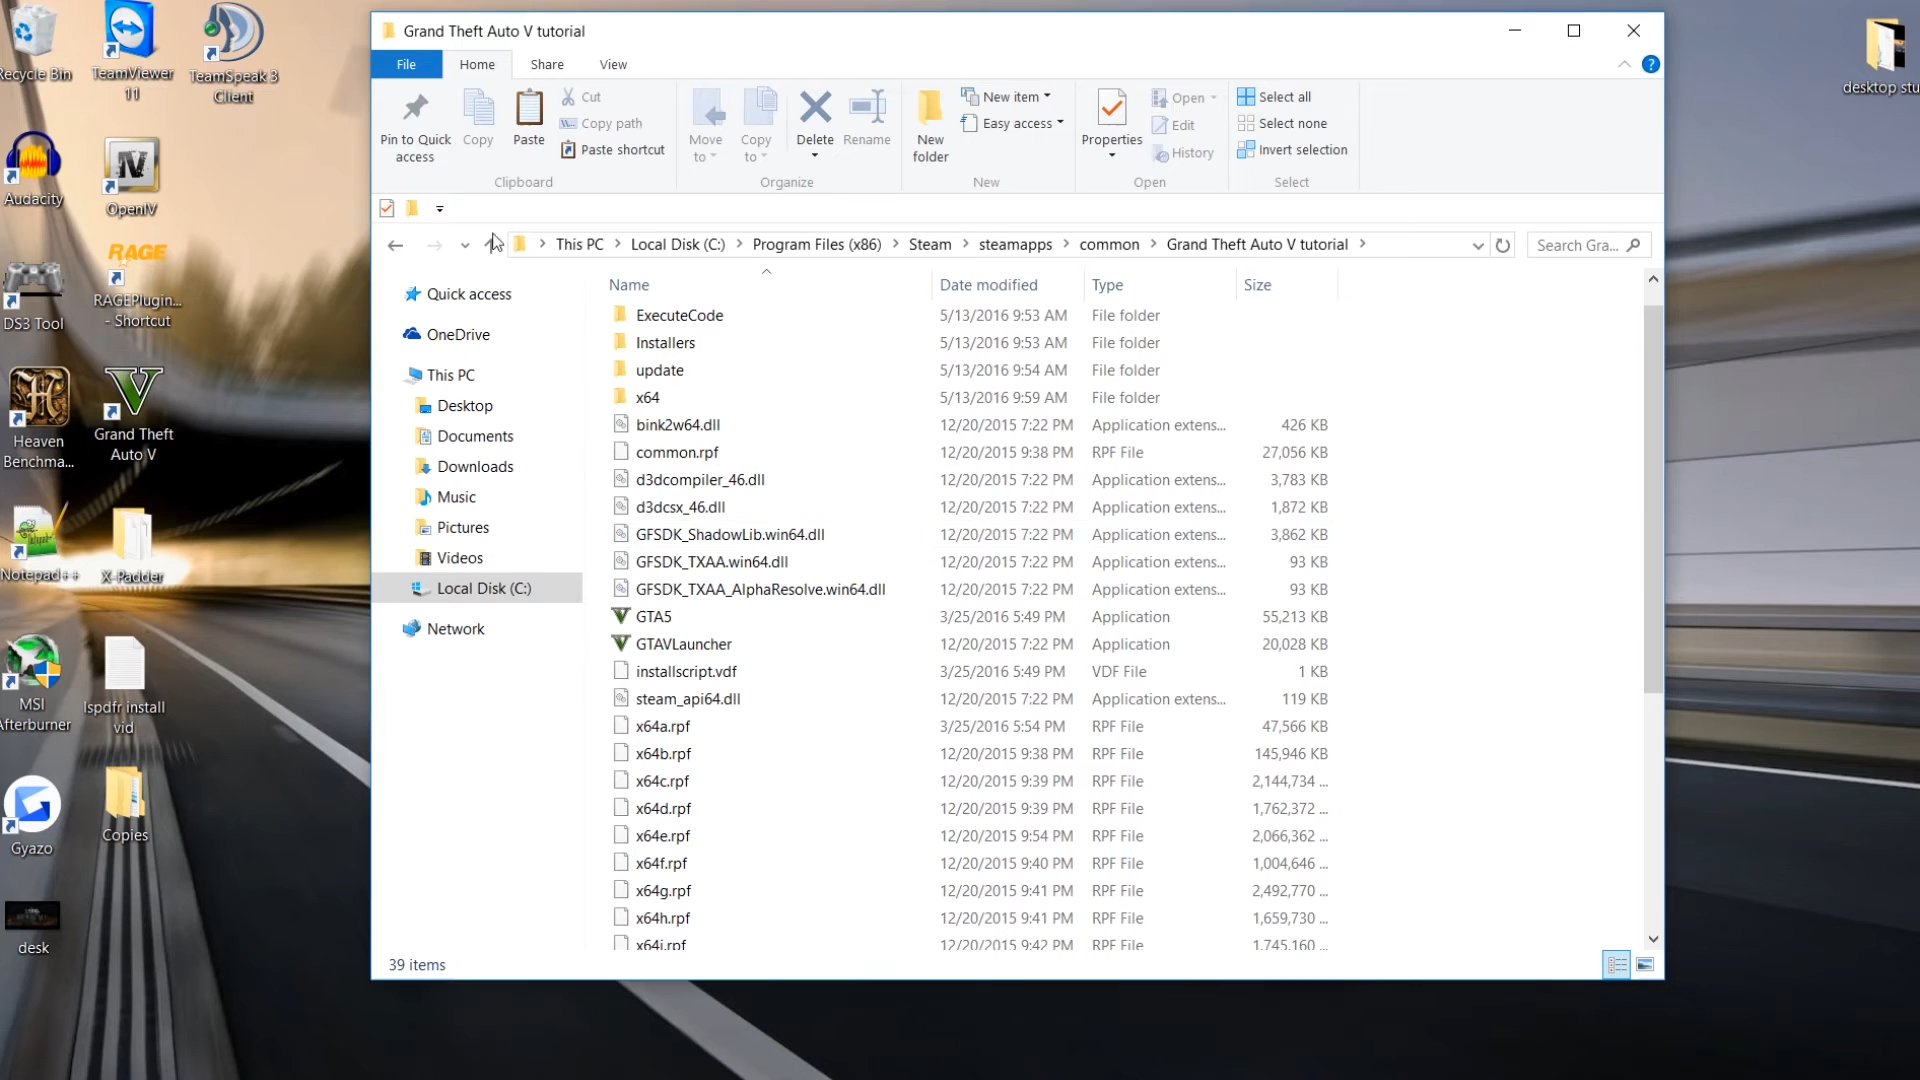 Recycle Bin
TeamViewer
11
TeamSpeak 3
Client
Audacity
OpenIV
DS3 Tool
RAGE
RAGEPlugin...
- Shortcut
Heaven
Benchma...
Grand Theft
Auto V
Notepad++
X-Padder
MSI
Afterburner
lspdfr install
vid
Gyazo
Copies
desk
Grand Theft Auto V tutorial
File
Home
Share
View
?
Pin to Quick
access
Copy
Paste
Cut
Copy path
Paste shortcut
Clipboard
Move
to
Copy
to
Delete
Rename
Organize
New
folder
New item
Easy access
New
Properties
Open
Edit
History
Open
Select all
Select none
Invert selection
Select
This PC
Local Disk (C:)
Program Files (x86)
Steam
steamapps
common
Grand Theft Auto V tutorial
Search Gra...
Quick access
OneDrive
This PC
Desktop
Documents
Downloads
Music
Pictures
Videos
Local Disk (C:)
Network
Name Date modified Type Size
ExecuteCode 5/13/2016 9:53 AM File folder
Installers 5/13/2016 9:53 AM File folder
update 5/13/2016 9:54 AM File folder
x64 5/13/2016 9:59 AM File folder
bink2w64.dll 12/20/2015 7:22 PM Application extens... 426 KB
common.rpf 12/20/2015 9:38 PM RPF File 27,056 KB
d3dcompiler_46.dll 12/20/2015 7:22 PM Application extens... 3,783 KB
d3dcsx_46.dll 12/20/2015 7:22 PM Application extens... 1,872 KB
GFSDK_ShadowLib.win64.dll 12/20/2015 7:22 PM Application extens... 3,862 KB
GFSDK_TXAA.win64.dll 12/20/2015 7:22 PM Application extens... 93 KB
GFSDK_TXAA_AlphaResolve.win64.dll 12/20/2015 7:22 PM Application extens... 93 KB
GTA5 3/25/2016 5:49 PM Application 55,213 KB
GTAVLauncher 12/20/2015 7:22 PM Application 20,028 KB
installscript.vdf 3/25/2016 5:49 PM VDF File 1 KB
steam_api64.dll 12/20/2015 7:22 PM Application extens... 119 KB
x64a.rpf 3/25/2016 5:54 PM RPF File 47,566 KB
x64b.rpf 12/20/2015 9:38 PM RPF File 145,946 KB
x64c.rpf 12/20/2015 9:39 PM RPF File 2,144,734 ...
x64d.rpf 12/20/2015 9:39 PM RPF File 1,762,372 ...
x64e.rpf 12/20/2015 9:54 PM RPF File 2,066,362 ...
x64f.rpf 12/20/2015 9:40 PM RPF File 1,004,646 ...
x64g.rpf 12/20/2015 9:41 PM RPF File 2,492,770 ...
x64h.rpf 12/20/2015 9:41 PM RPF File 1,659,730 ...
x64i.rpf 12/20/2015 9:42 PM RPF File 1,745,160 ...
39 items
desktop stu